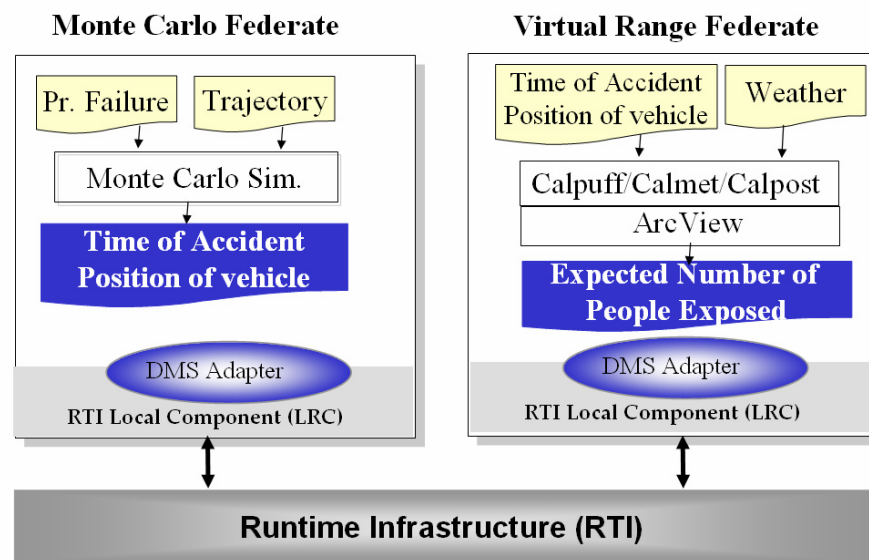 Monte Carlo Federate
Pr. Failure
Trajectory
Monte Carlo Sim.
Time of Accident
Position of vehicle
DMS Adapter
RTI Local Component (LRC)
Virtual Range Federate
Time of Accident
Position of vehicle
Weather
Calpuff/Calmet/Calpost
ArcView
Expected Number of
People Exposed
DMS Adapter
RTI Local Component (LRC)
Runtime Infrastructure (RTI)